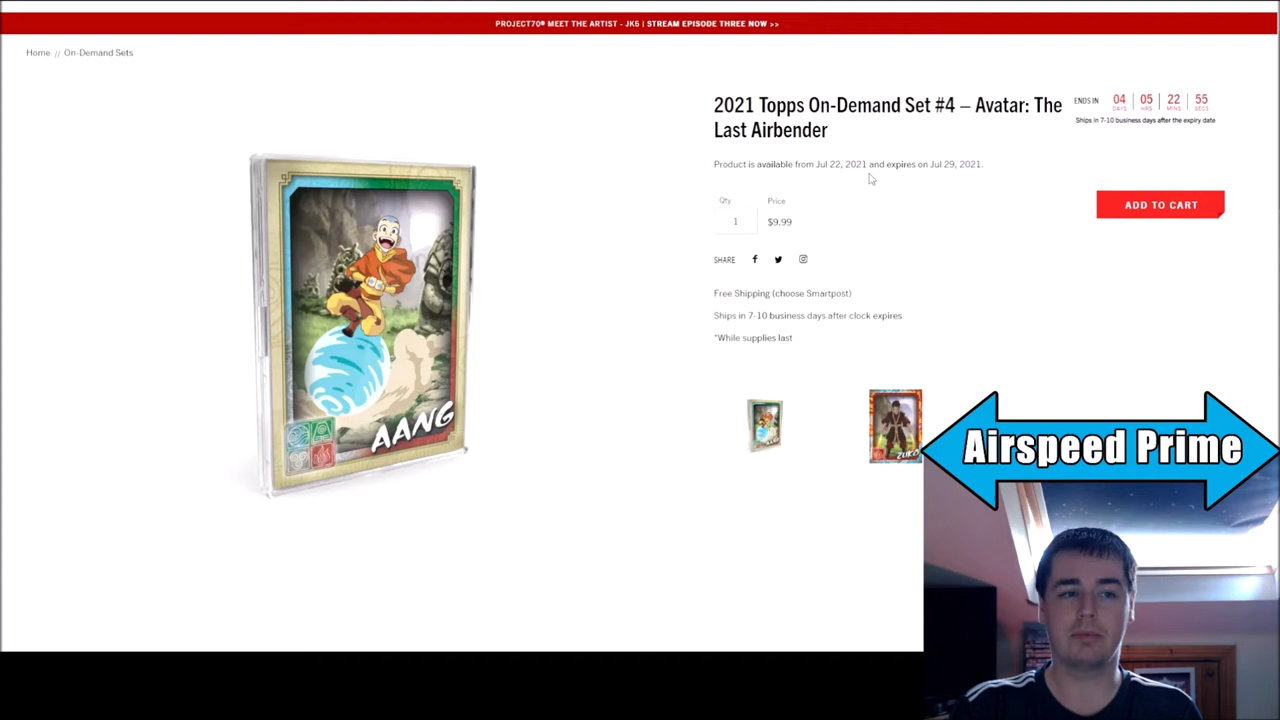 PROJECT70® MEET THE ARTIST - JK5 | STREAM EPISODE THREE NOW >>
Home // On-Demand Sets
2021 Topps On-Demand Set #4 – Avatar: The
Last Airbender
ENDS IN 04 05 22 55
DAYS HRS MINS SECS
Ships in 7-10 business days after the expiry date
Product is available from Jul 22, 2021 and expires on Jul 29, 2021.
Qty Price
1 $9.99
ADD TO CART
SHARE
Free Shipping (choose Smartpost)
Ships in 7-10 business days after clock expires
*While supplies last
AANG
ZUKO
Airspeed Prime